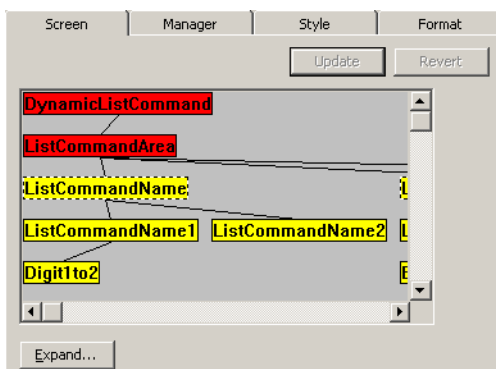 Screen Manager Style Format
Update Revert
DynamicListCommand
ListCommandArea
ListCommandName L
ListCommandName1 ListCommandName2 L
Digit1to2 E
Expand...